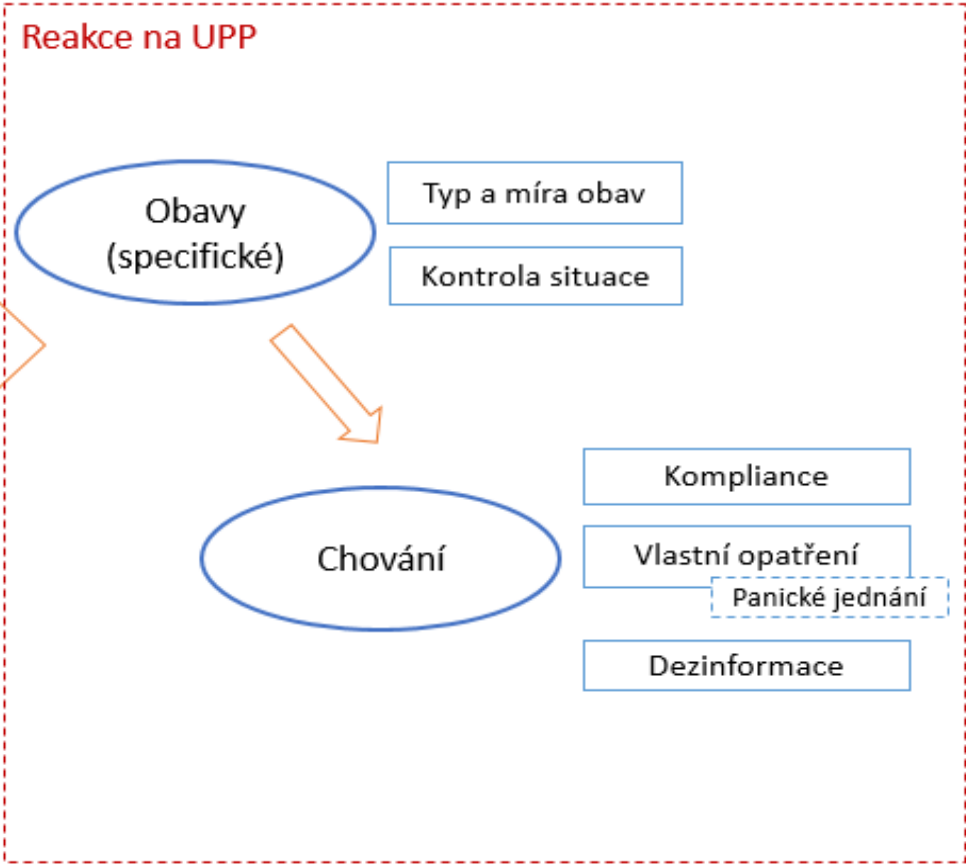 Reakce na UPP
Obavy
(specifické)
Typ a míra obav
Kontrola situace
Chování
Kompliance
Vlastní opatření
Panické jednání
Dezinformace